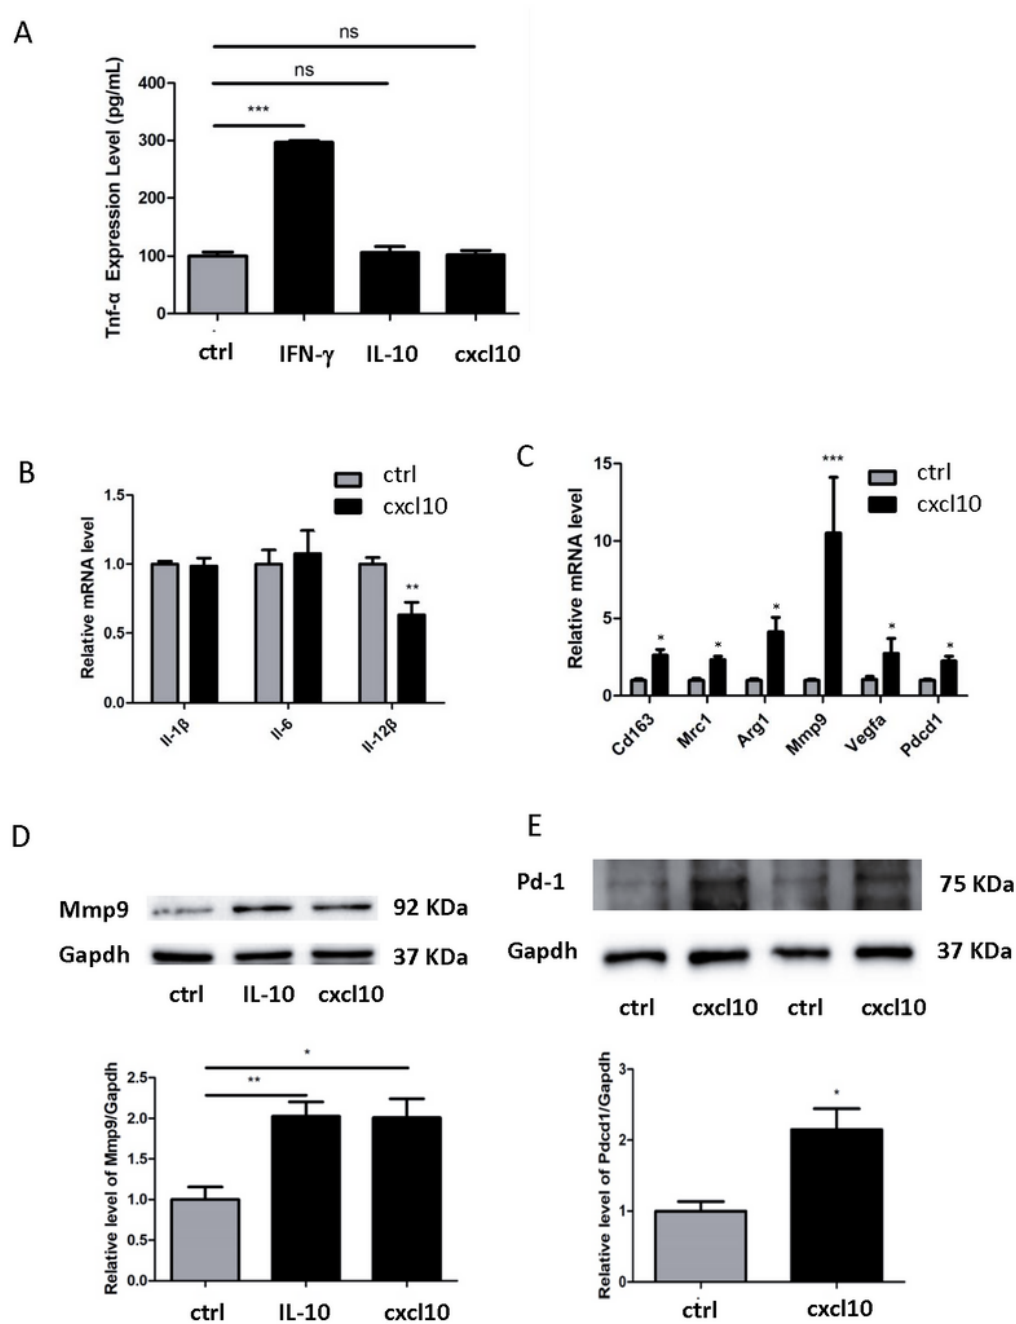 A
ns
ns
***
Tnf-α Expression Level (pg/mL)
400
300
200
100
0
ctrl
IFN-γ
IL-10
cxcl10
B
ctrl
cxcl10
Relative mRNA level
1.5
1.0
0.5
0.0
**
Il-1β
Il-6
Il-12β
C
ctrl
cxcl10
Relative mRNA level
15
10
5
0
*
*
*
***
*
*
Cd163
Mrc1
Arg1
Mmp9
Vegfa
Pdcd1
D
Mmp9
92 KDa
Gapdh
37 KDa
ctrl
IL-10
cxcl10
*
**
Relative level of Mmp9/Gapdh
2.5
2.0
1.5
1.0
0.5
0.0
ctrl
IL-10
cxcl10
E
Pd-1
75 KDa
Gapdh
37 KDa
ctrl
cxcl10
ctrl
cxcl10
Relative level of Pdcd1/Gapdh
3
2
1
0
*
ctrl
cxcl10